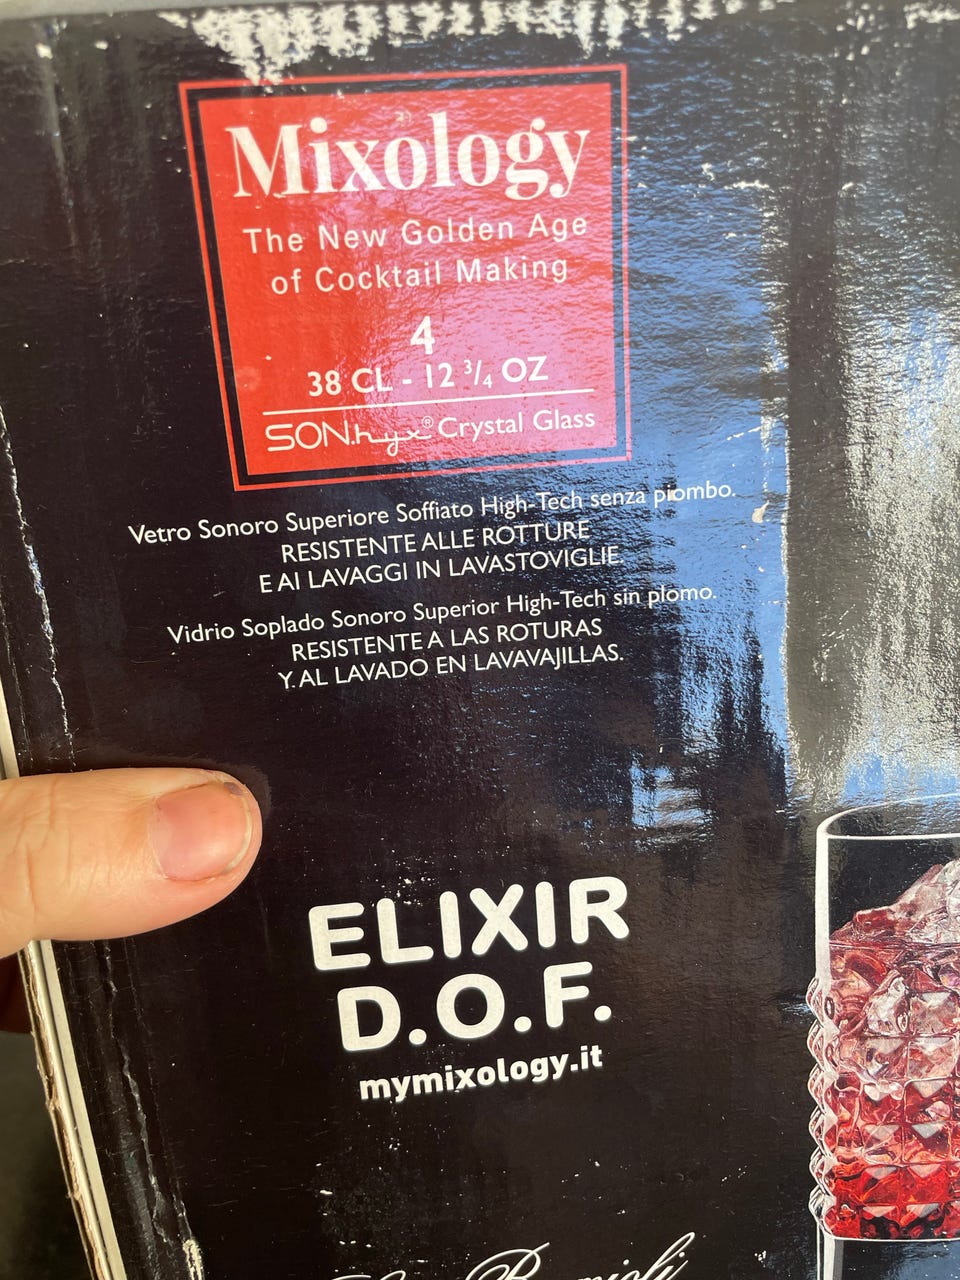 Mixology
The New Golden Age
of Cocktail Making
4
38 CL - 12 3/4 OZ
SON.hyx® Crystal Glass
Vetro Sonoro Superiore Soffiato High-Tech senza piombo.
RESISTENTE ALLE ROTTURE
E AI LAVAGGI IN LAVASTOVIGLIE.
Vidrio Soplado Sonoro Superior High-Tech sin plomo.
RESISTENTE A LAS ROTURAS
Y. AL LAVADO EN LAVAVAJILLAS.
ELIXIR
D.O.F.
mymixology.it